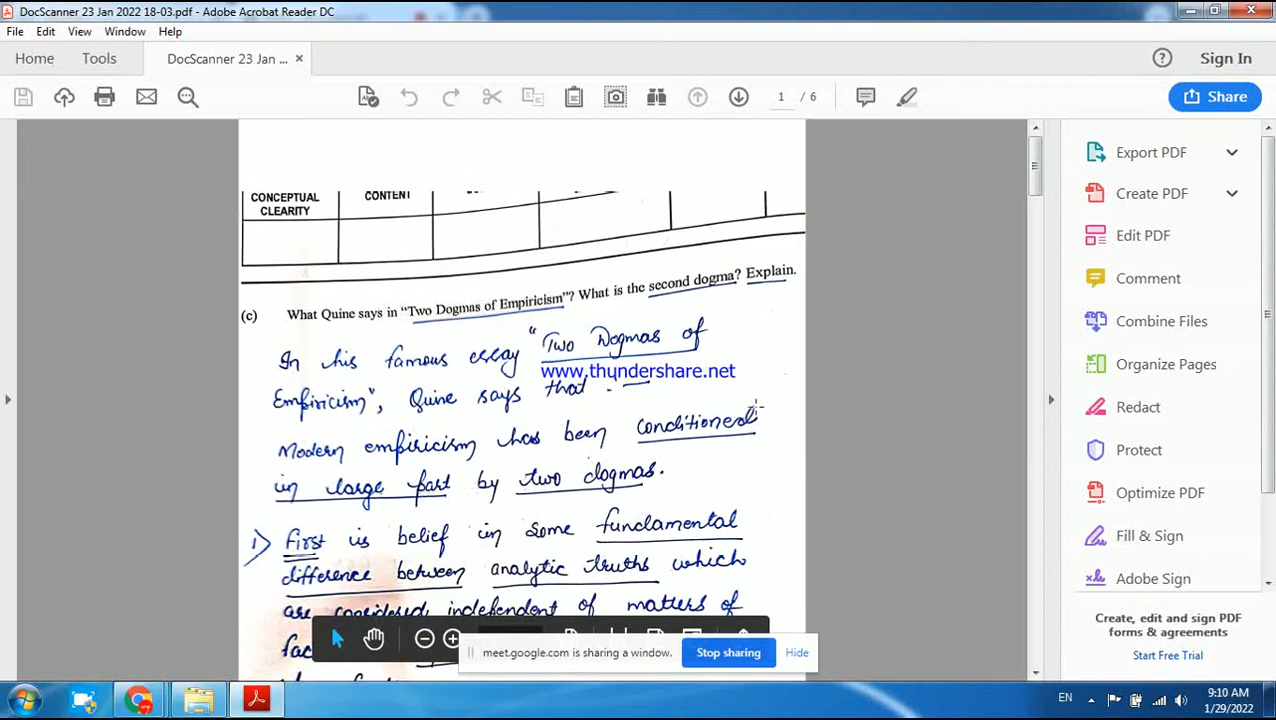 DocScanner 23 Jan 2022 18-03.pdf - Adobe Acrobat Reader DC
File Edit View Window Help
Home Tools DocScanner 23 Jan ... × Sign In
1 / 6 Share
CONCEPTUAL CLEARITY CONTENT
(c) What Quine says in “Two Dogmas of Empiricism”? What is the second dogma? Explain.
In his famous essay "Two Dogmas of
www.thundershare.net
Empiricism", Quine says that :-
Modern empiricism has been conditioned
in large part by two dogmas.
1) First is belief in some fundamental
difference between analytic truths which
are considered independent of matters of
Export PDF
Create PDF
Edit PDF
Comment
Combine Files
Organize Pages
Redact
Protect
Optimize PDF
Fill & Sign
Adobe Sign
Create, edit and sign PDF
forms & agreements
Start Free Trial
meet.google.com is sharing a window. Stop sharing Hide
EN 9:10 AM
1/29/2022